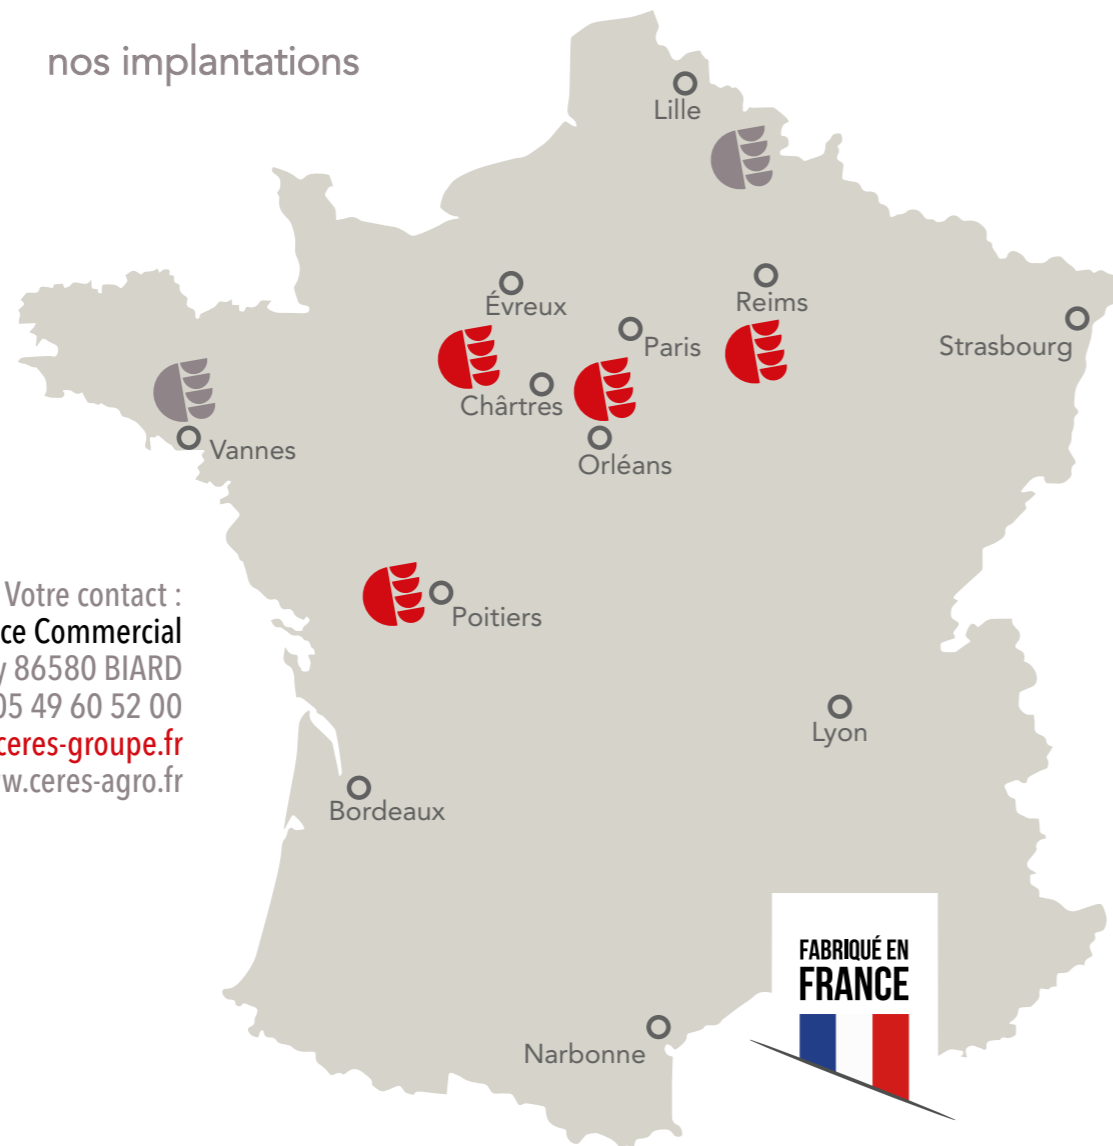 nos implantations
Lille
Évreux
Reims
Paris
Strasbourg
Chârtres
Vannes
Orléans
Votre contact :
ce Commercial
86580 BIARD
05 49 60 52 00
ceres-groupe.fr
w.ceres-agro.fr
Poitiers
Lyon
Bordeaux
FABRIQUÉ EN
FRANCE
Narbonne